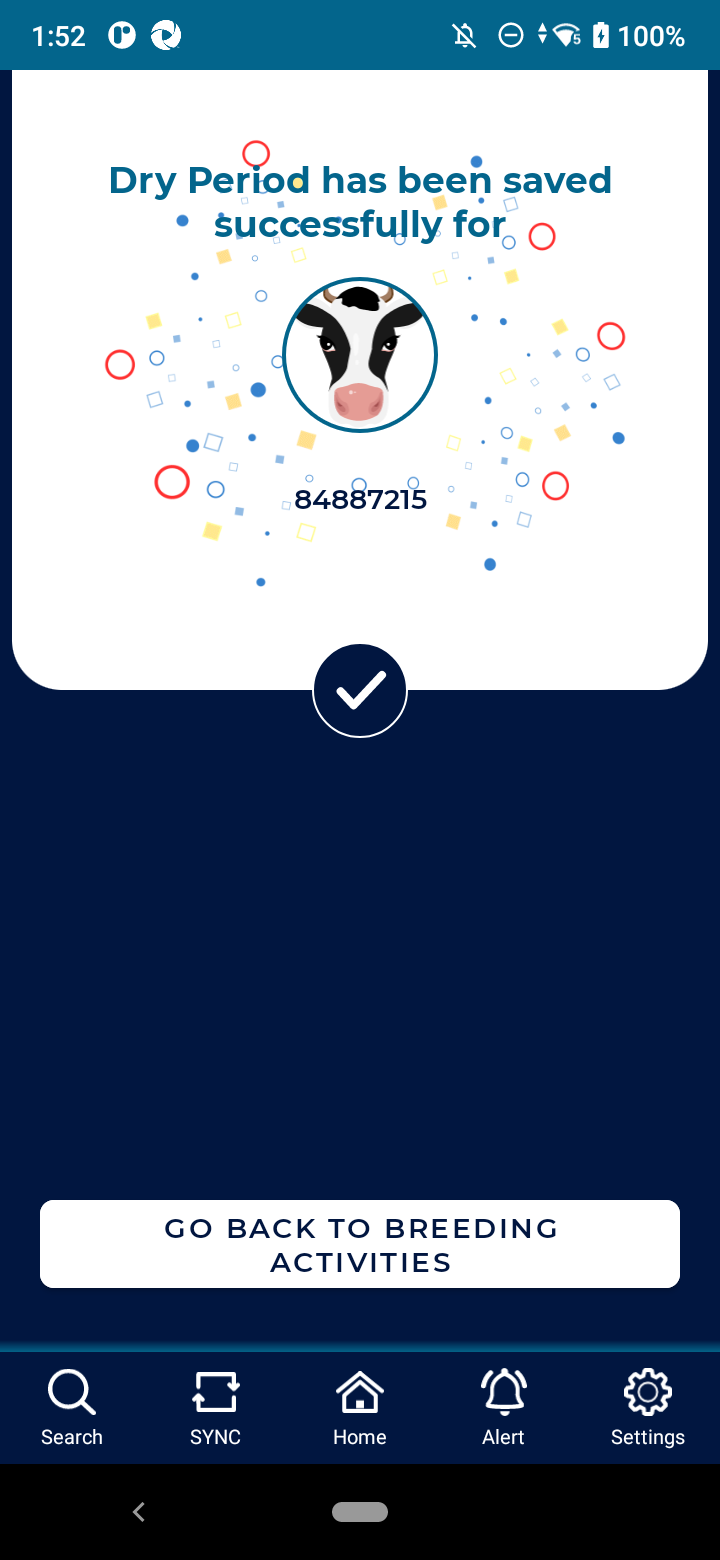 1:52
5
100%
Dry Period has been saved
successfully for
84887215
GO BACK TO BREEDING
ACTIVITIES
Search
SYNC
Home
Alert
Settings